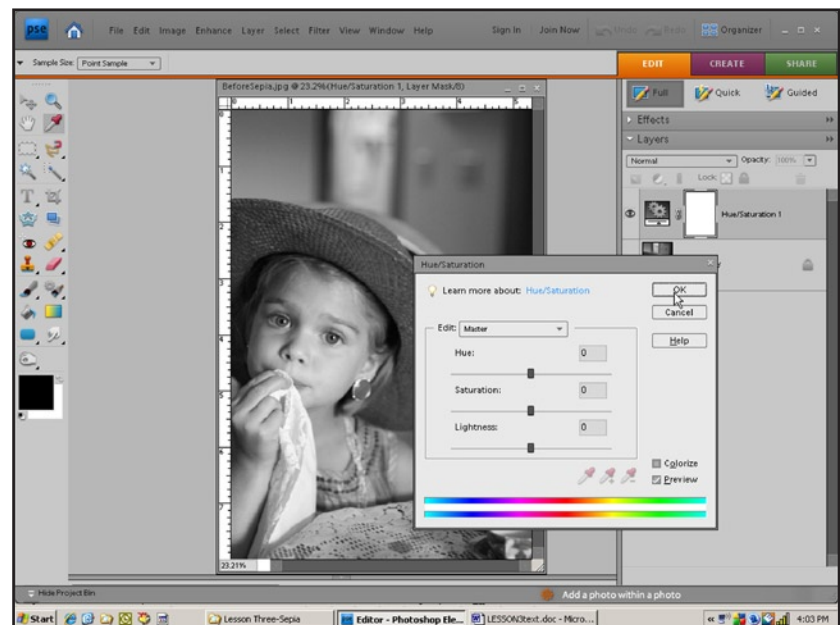 pse File Edit Image Enhance Layer Select Filter View Window Help Sign In Join Now Undo Redo Organizer
Sample Size: Point Sample
EDIT CREATE SHARE
Full Quick Guided
Effects
Layers
Normal Opacity: 100%
Lock:
Hue/Saturation 1
BeforeSepia.jpg @ 23.2%(Hue/Saturation 1, Layer Mask/8)
Hue/Saturation
Learn more about: Hue/Saturation
OK
Cancel
Help
Edit: Master
Hue: 0
Saturation: 0
Lightness: 0
Colorize
Preview
23.21%
Hide Project Bin
Add a photo within a photo
Start Lesson Three-Sepia Editor - Photoshop Ele... LESSON3text.doc - Micro... 4:03 PM